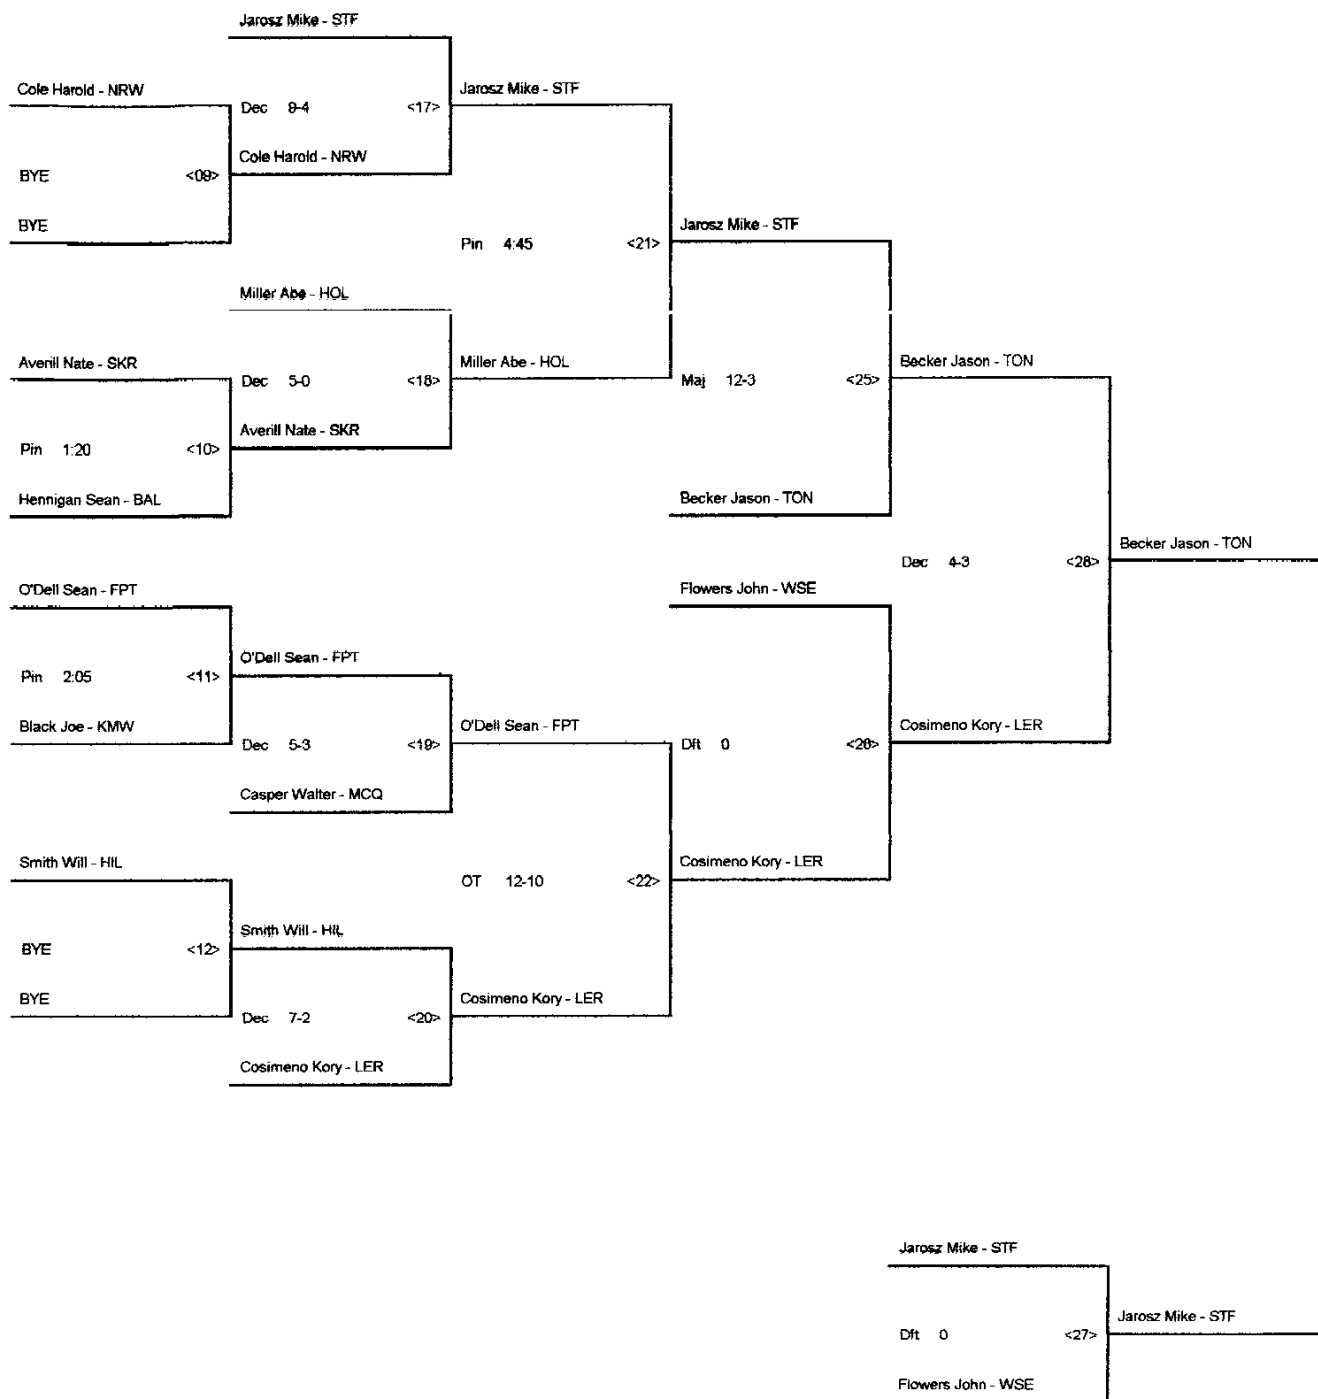 Jarosz Mike - STF
Cole Harold - NRW
Jarosz Mike - STF
Dec 9-4 <17>
Cole Harold - NRW
BYE <09>
BYE
Jarosz Mike - STF
Pin 4:45 <21>
Miller Abe - HOL
Averill Nate - SKR
Miller Abe - HOL
Becker Jason - TON
Dec 5-0 <18>
Maj 12-3 <25>
Averill Nate - SKR
Pin 1:20 <10>
Hennigan Sean - BAL
Becker Jason - TON
Becker Jason - TON
Dec 4-3 <28>
O'Dell Sean - FPT
Flowers John - WSE
O'Dell Sean - FPT
Pin 2:05 <11>
Black Joe - KMW
O'Dell Sean - FPT
Cosimeno Kory - LER
Dec 5-3 <19>
Dft 0 <26>
Casper Walter - MCQ
Smith Will - HIL
Cosimeno Kory - LER
OT 12-10 <22>
Smith Will - HIL
BYE <12>
BYE
Cosimeno Kory - LER
Dec 7-2 <20>
Cosimeno Kory - LER
Jarosz Mike - STF
Jarosz Mike - STF
Dft 0 <27>
Flowers John - WSE